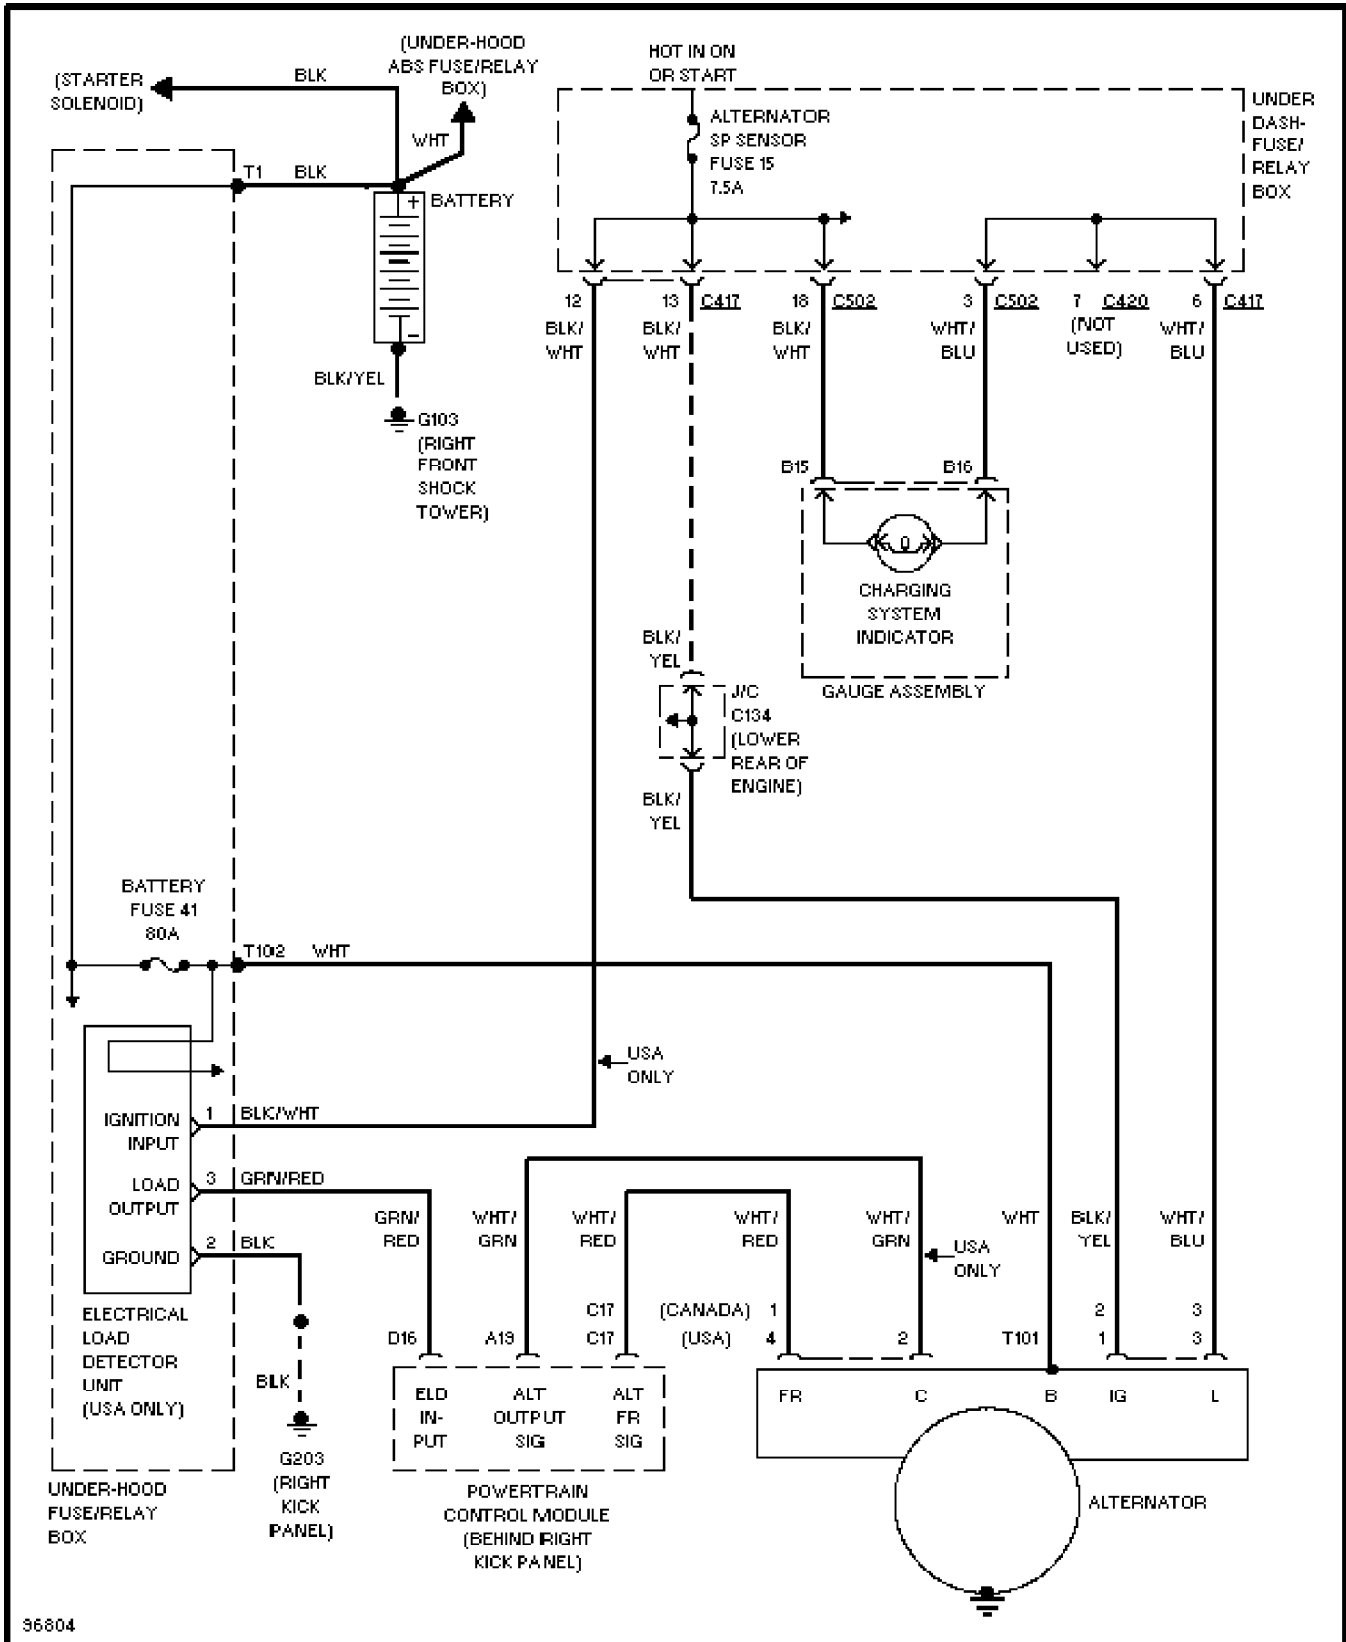 (STARTER
SOLENOID)
BLK
(UNDER-HOOD
ABS FUSE/RELAY
BOX)
WHT
HOT IN ON
OR START
ALTERNATOR
SP SENSOR
FUSE 15
7.5A
UNDER
DASH-
FUSE/
RELAY
BOX
T1
BLK
+
BATTERY
-
BLK/YEL
G103
(RIGHT
FRONT
SHOCK
TOWER)
12
BLK/
WHT
13
C417
BLK/
WHT
18
C502
BLK/
WHT
3
C502
WHT/
BLU
7
C420
(NOT
USED)
6
C417
WHT/
BLU
B15
B16
CHARGING
SYSTEM
INDICATOR
GAUGE ASSEMBLY
BLK/
YEL
J/C
C134
(LOWER
REAR OF
ENGINE)
BLK/
YEL
BATTERY
FUSE 41
80A
T102
WHT
USA
ONLY
IGNITION
INPUT
1
BLK/WHT
LOAD
OUTPUT
3
GRN/RED
GROUND
2
BLK
ELECTRICAL
LOAD
DETECTOR
UNIT
(USA ONLY)
BLK
G203
(RIGHT
KICK
PANEL)
UNDER-HOOD
FUSE/RELAY
BOX
GRN/
RED
WHT/
GRN
WHT/
RED
WHT/
RED
WHT/
GRN
WHT
BLK/
YEL
WHT/
BLU
USA
ONLY
C17
(CANADA)
1
2
3
D16
A19
C17
(USA)
4
2
T101
1
3
ELD
IN-
PUT
ALT
OUTPUT
SIG
ALT
FR
SIG
POWERTRAIN
CONTROL MODULE
(BEHIND RIGHT
KICK PANEL)
FR
C
B
IG
L
ALTERNATOR
96804